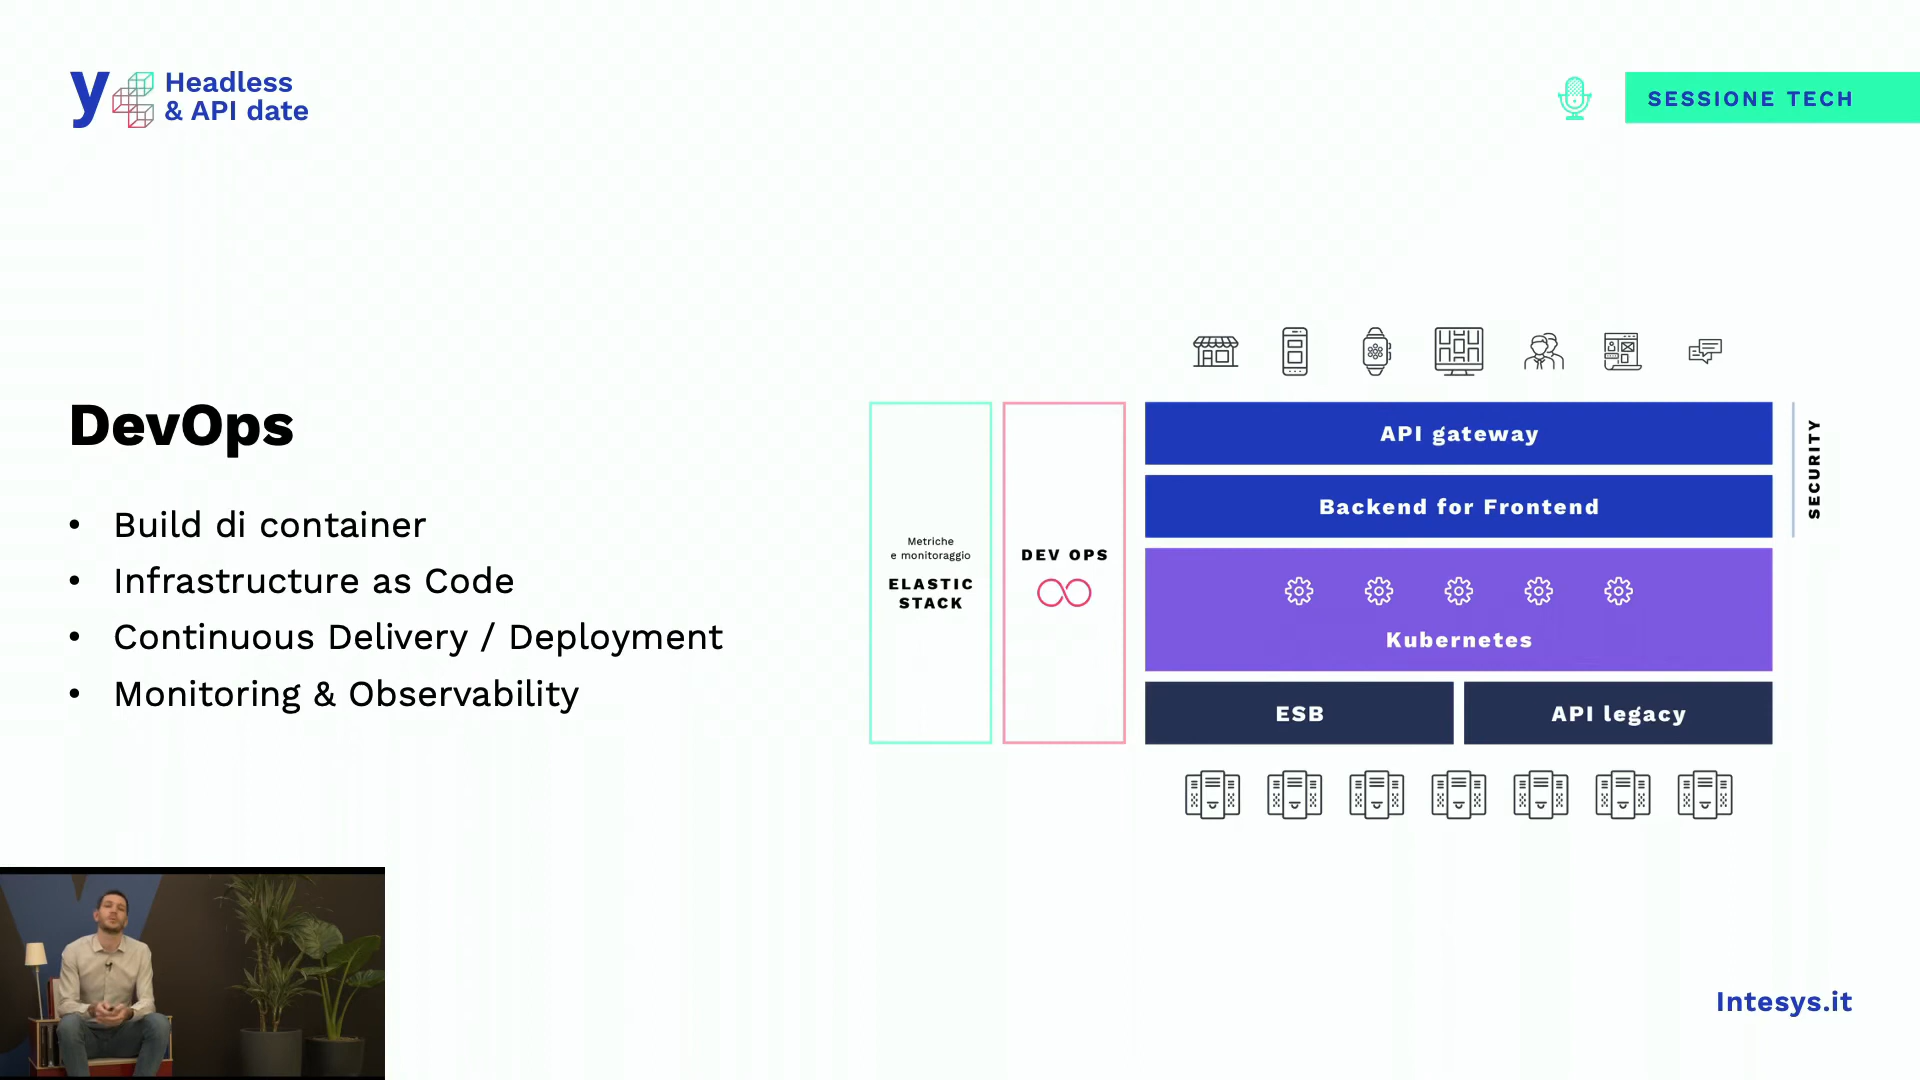 y
Headless
& API date
SESSIONE TECH
DevOps
• Build di container
• Infrastructure as Code
• Continuous Delivery / Deployment
• Monitoring & Observability
Metriche
e monitoraggio
ELASTIC
STACK
DEV OPS
API gateway
Backend for Frontend
Kubernetes
ESB
API legacy
SECURITY
Intesys.it